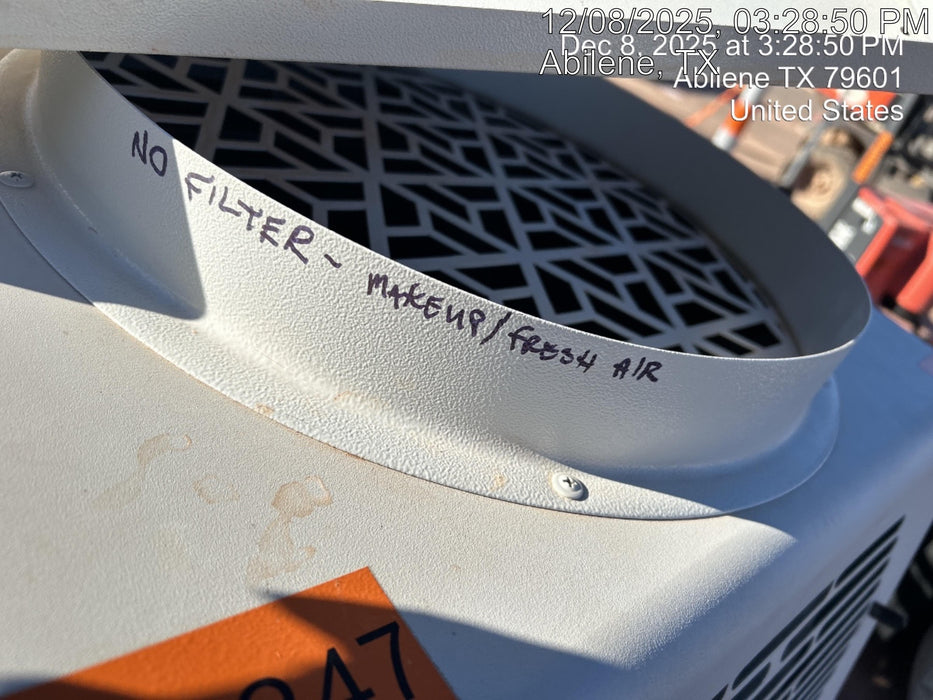 12/08/2025, 03:28:50 PM
Dec 8, 2025 at 3:28:50 PM
Abilene, TX
Abilene TX 79601
United States
NO FILTER ~ MAKEUP/FRESH AIR
847